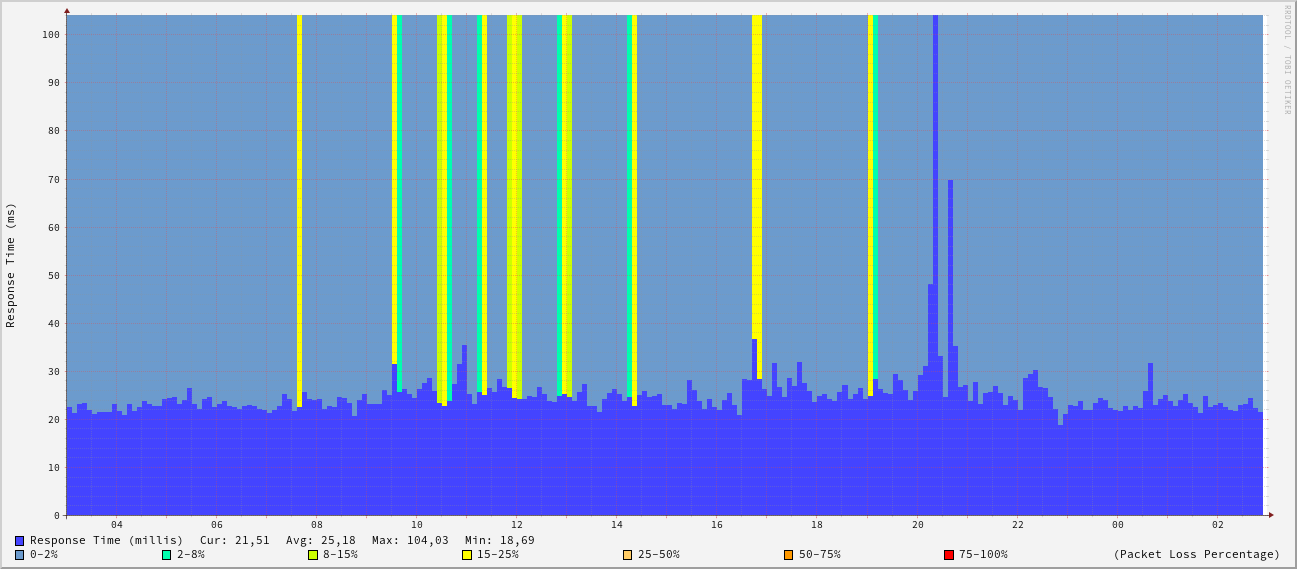 RRDTOOL / TOBI OETIKER
Response Time (ms)
100
90
80
70
60
50
40
30
20
10
0
04 06 08 10 12 14 16 18 20 22 00 02
Response Time (millis) Cur: 21,51 Avg: 25,18 Max: 104,03 Min: 18,69
0-2% 2-8% 8-15% 15-25% 25-50% 50-75% 75-100% (Packet Loss Percentage)